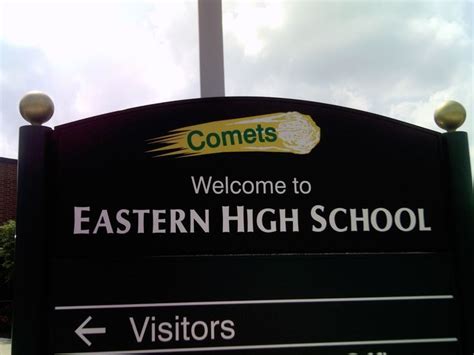 Comets
Welcome to
EASTERN HIGH SCHOOL
← Visitors